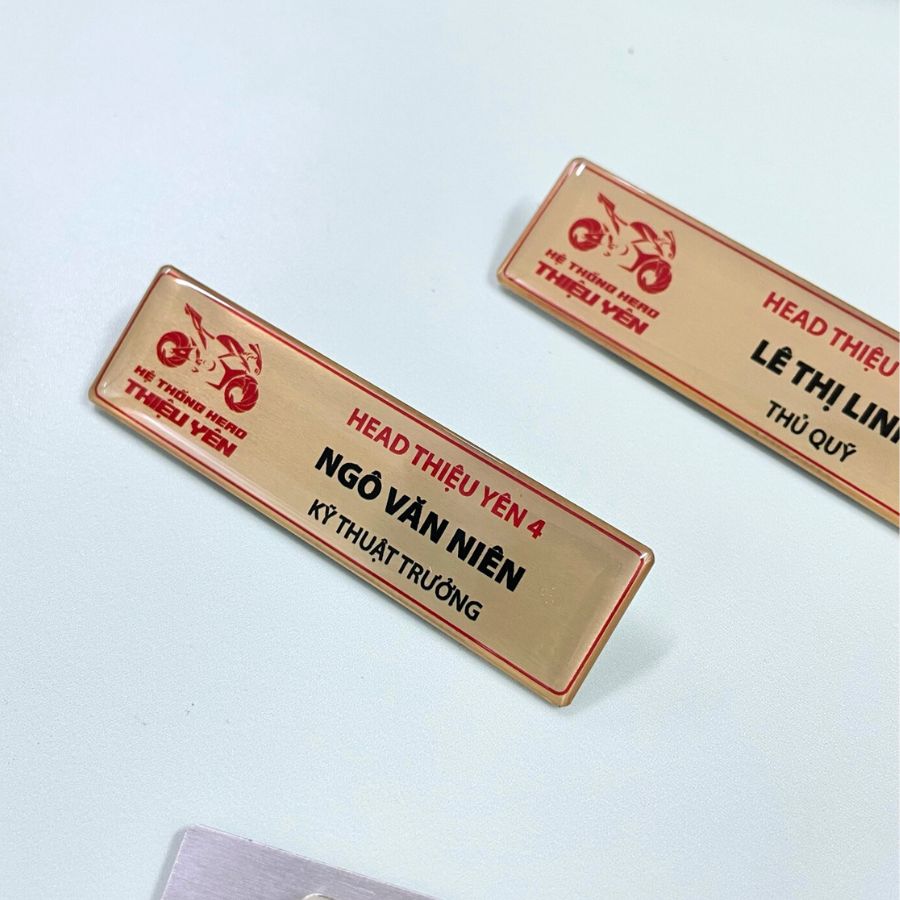 HỆ THỐNG HEAD
THIỆU YÊN
HEAD THIỆU YÊN 4
NGÔ VĂN NIÊN
KỸ THUẬT TRƯỞNG
HỆ THỐNG HEAD
THIỆU YÊN
HEAD THIỆU
LÊ THỊ
THỦ QUỸ